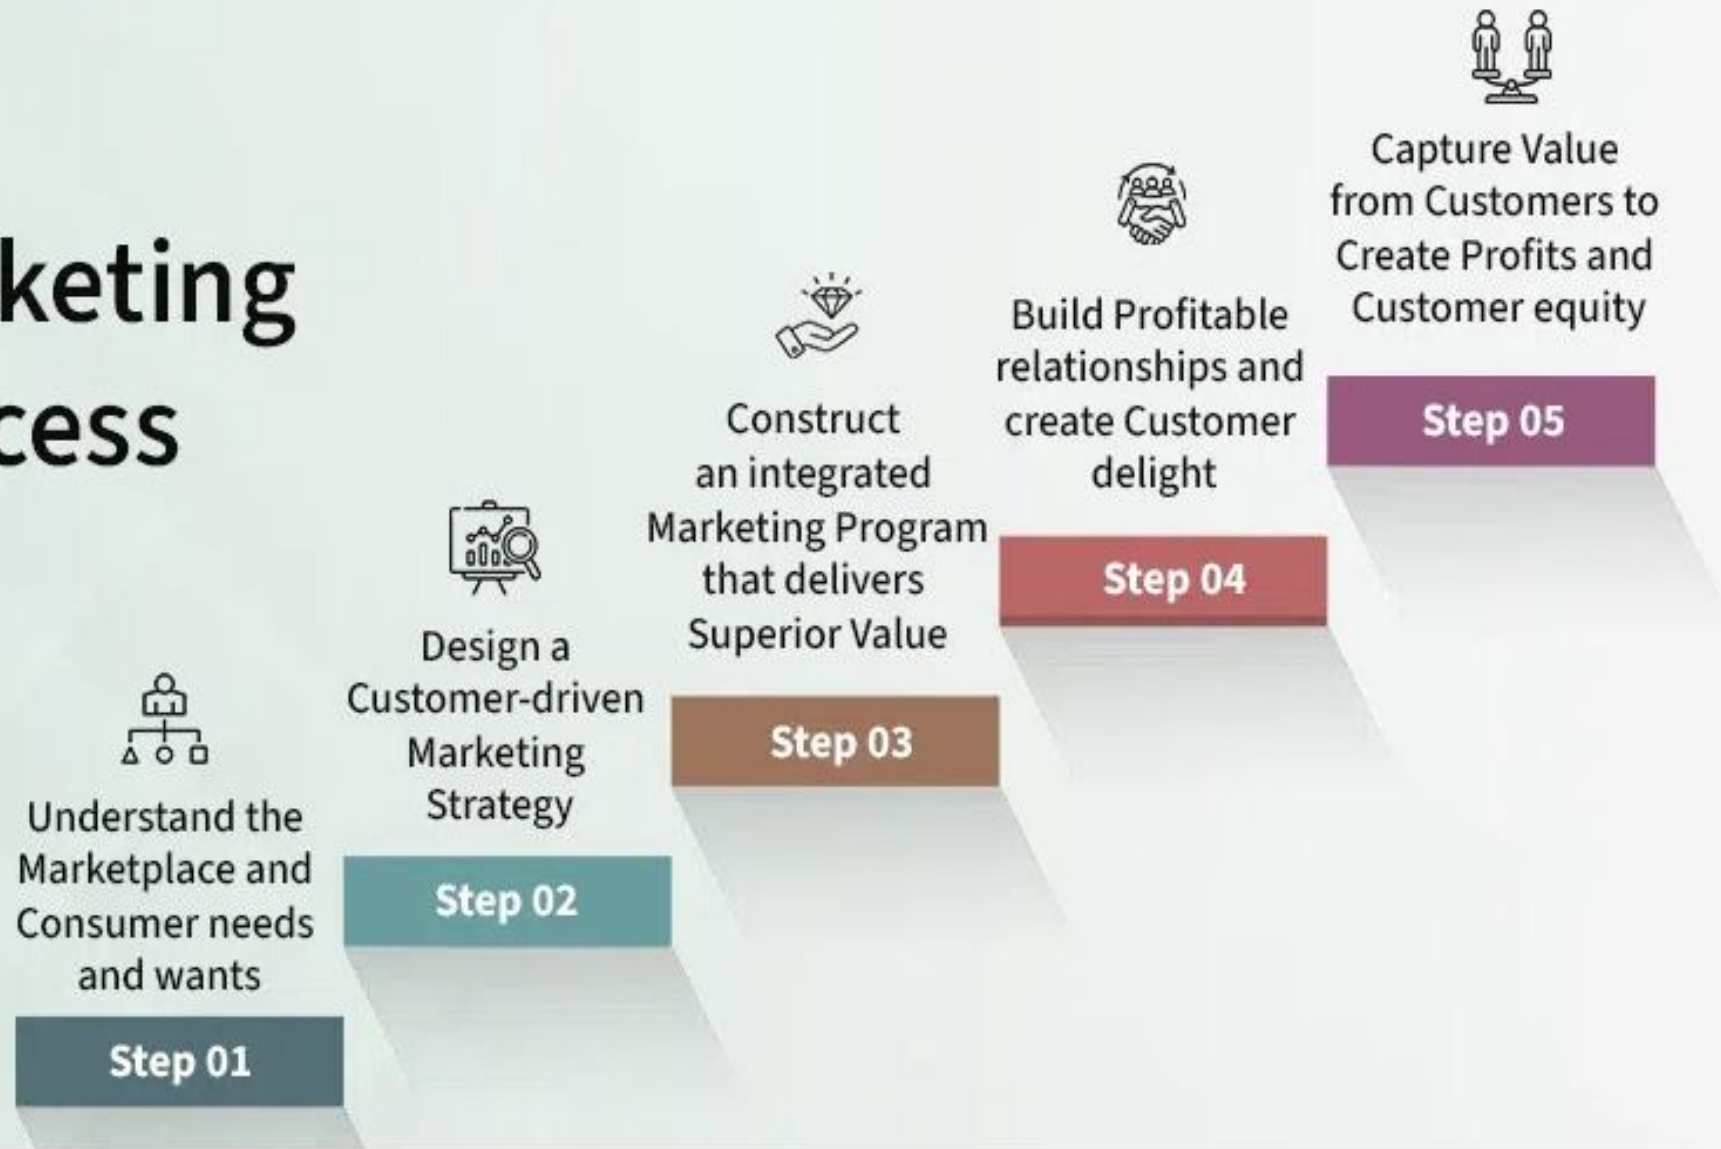 keting
cess
Understand the
Marketplace and
Consumer needs
and wants
Step 01
Design a
Customer-driven
Marketing
Strategy
Step 02
Construct
an integrated
Marketing Program
that delivers
Superior Value
Step 03
Build Profitable
relationships and
create Customer
delight
Step 04
Capture Value
from Customers to
Create Profits and
Customer equity
Step 05